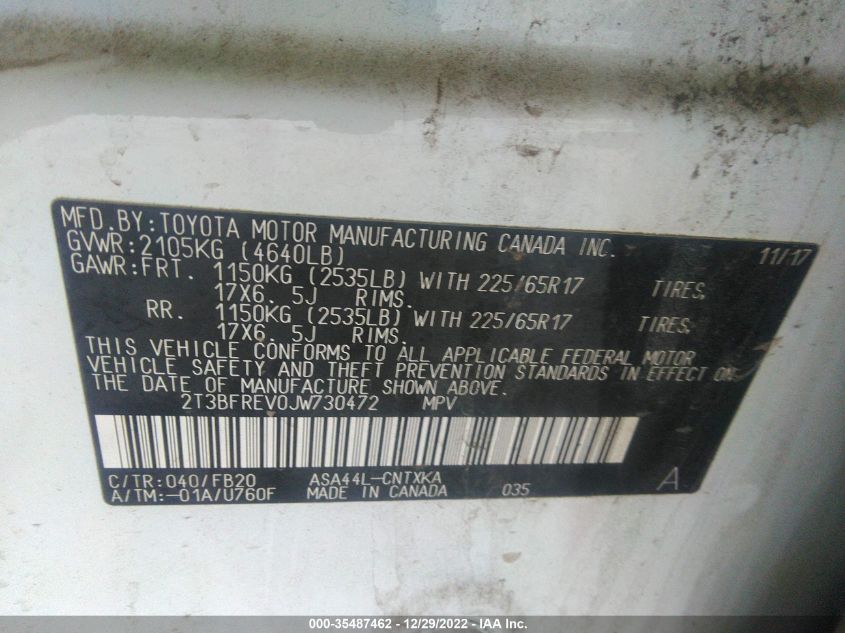 MFD.BY:TOYOTA MOTOR MANUFACTURING CANADA INC. 11/17
GVWR:2105KG (4640LB)
GAWR:FRT. 1150KG (2535LB) WITH 225/65R17 TIRES,
17X6. 5J RIMS.
RR. 1150KG (2535LB) WITH 225/65R17 TIRES.
17X6. 5J RIMS.
THIS VEHICLE CONFORMS TO ALL APPLICABLE FEDERAL MOTOR
VEHICLE SAFETY AND THEFT PREVENTION STANDARDS IN EFFECT ON
THE DATE OF MANUFACTURE SHOWN ABOVE.
2T3BFREV0JW730472 MPV
C/TR:040/FB20 ASA44L-CNTXKA
A/TM:-01A/U760F MADE IN CANADA 035 A
000-35487462 - 12/29/2022 - IAA Inc.